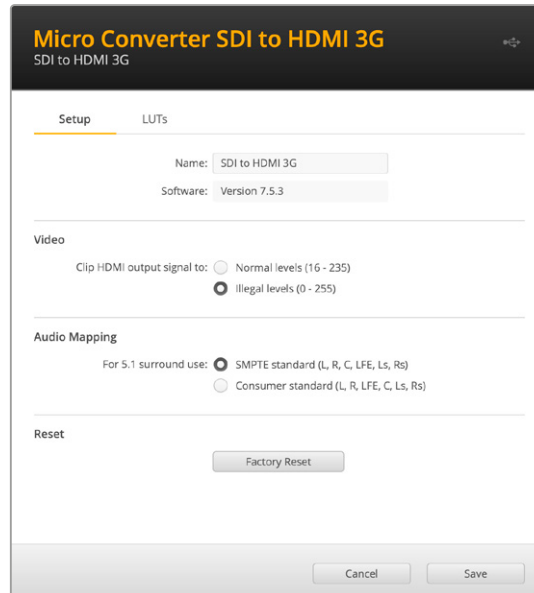 Micro Converter SDI to HDMI 3G
SDI to HDMI 3G
Setup LUTs
Name: SDI to HDMI 3G
Software: Version 7.5.3
Video
Clip HDMI output signal to: Normal levels (16 - 235)
Illegal levels (0 - 255)
Audio Mapping
For 5.1 surround use: SMPTE standard (L, R, C, LFE, Ls, Rs)
Consumer standard (L, R, LFE, C, Ls, Rs)
Reset
Factory Reset
Cancel Save